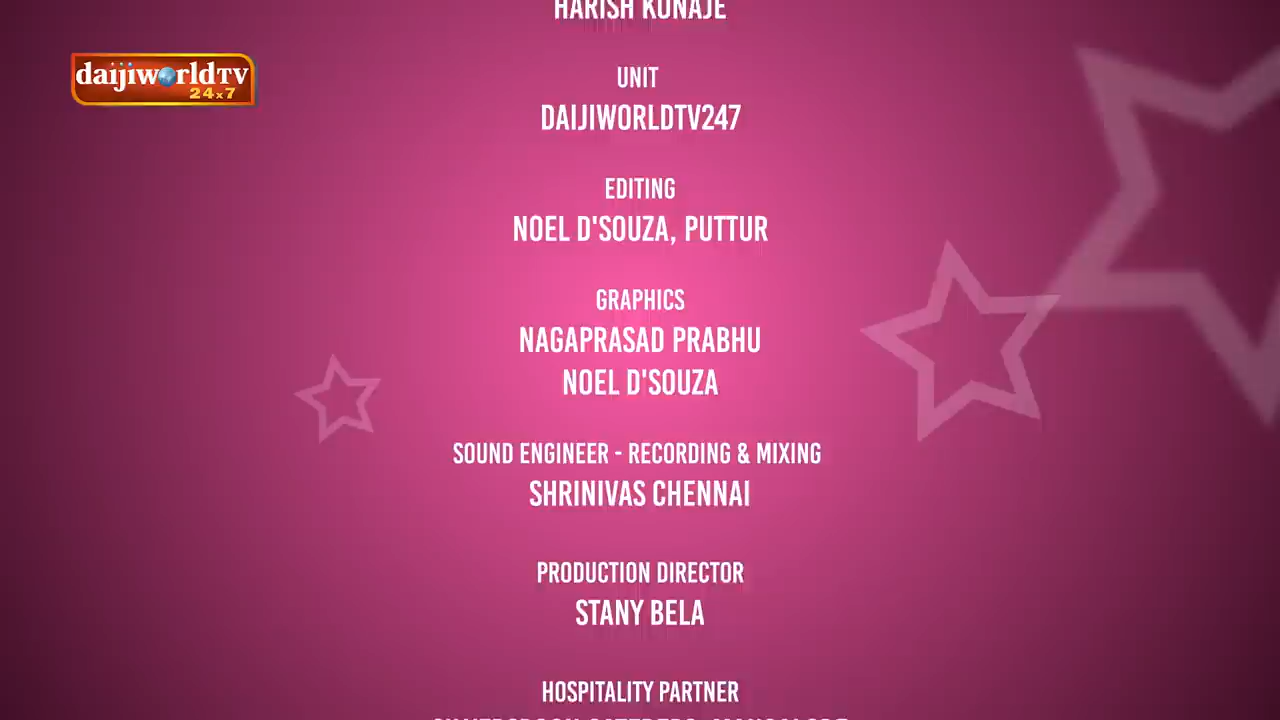 HARISH KONAJE
daijiworldTV
24x7
UNIT
DAIJIWORLDTV247
EDITING
NOEL D'SOUZA, PUTTUR
GRAPHICS
NAGAPRASAD PRABHU
NOEL D'SOUZA
SOUND ENGINEER - RECORDING & MIXING
SHRINIVAS CHENNAI
PRODUCTION DIRECTOR
STANY BELA
HOSPITALITY PARTNER